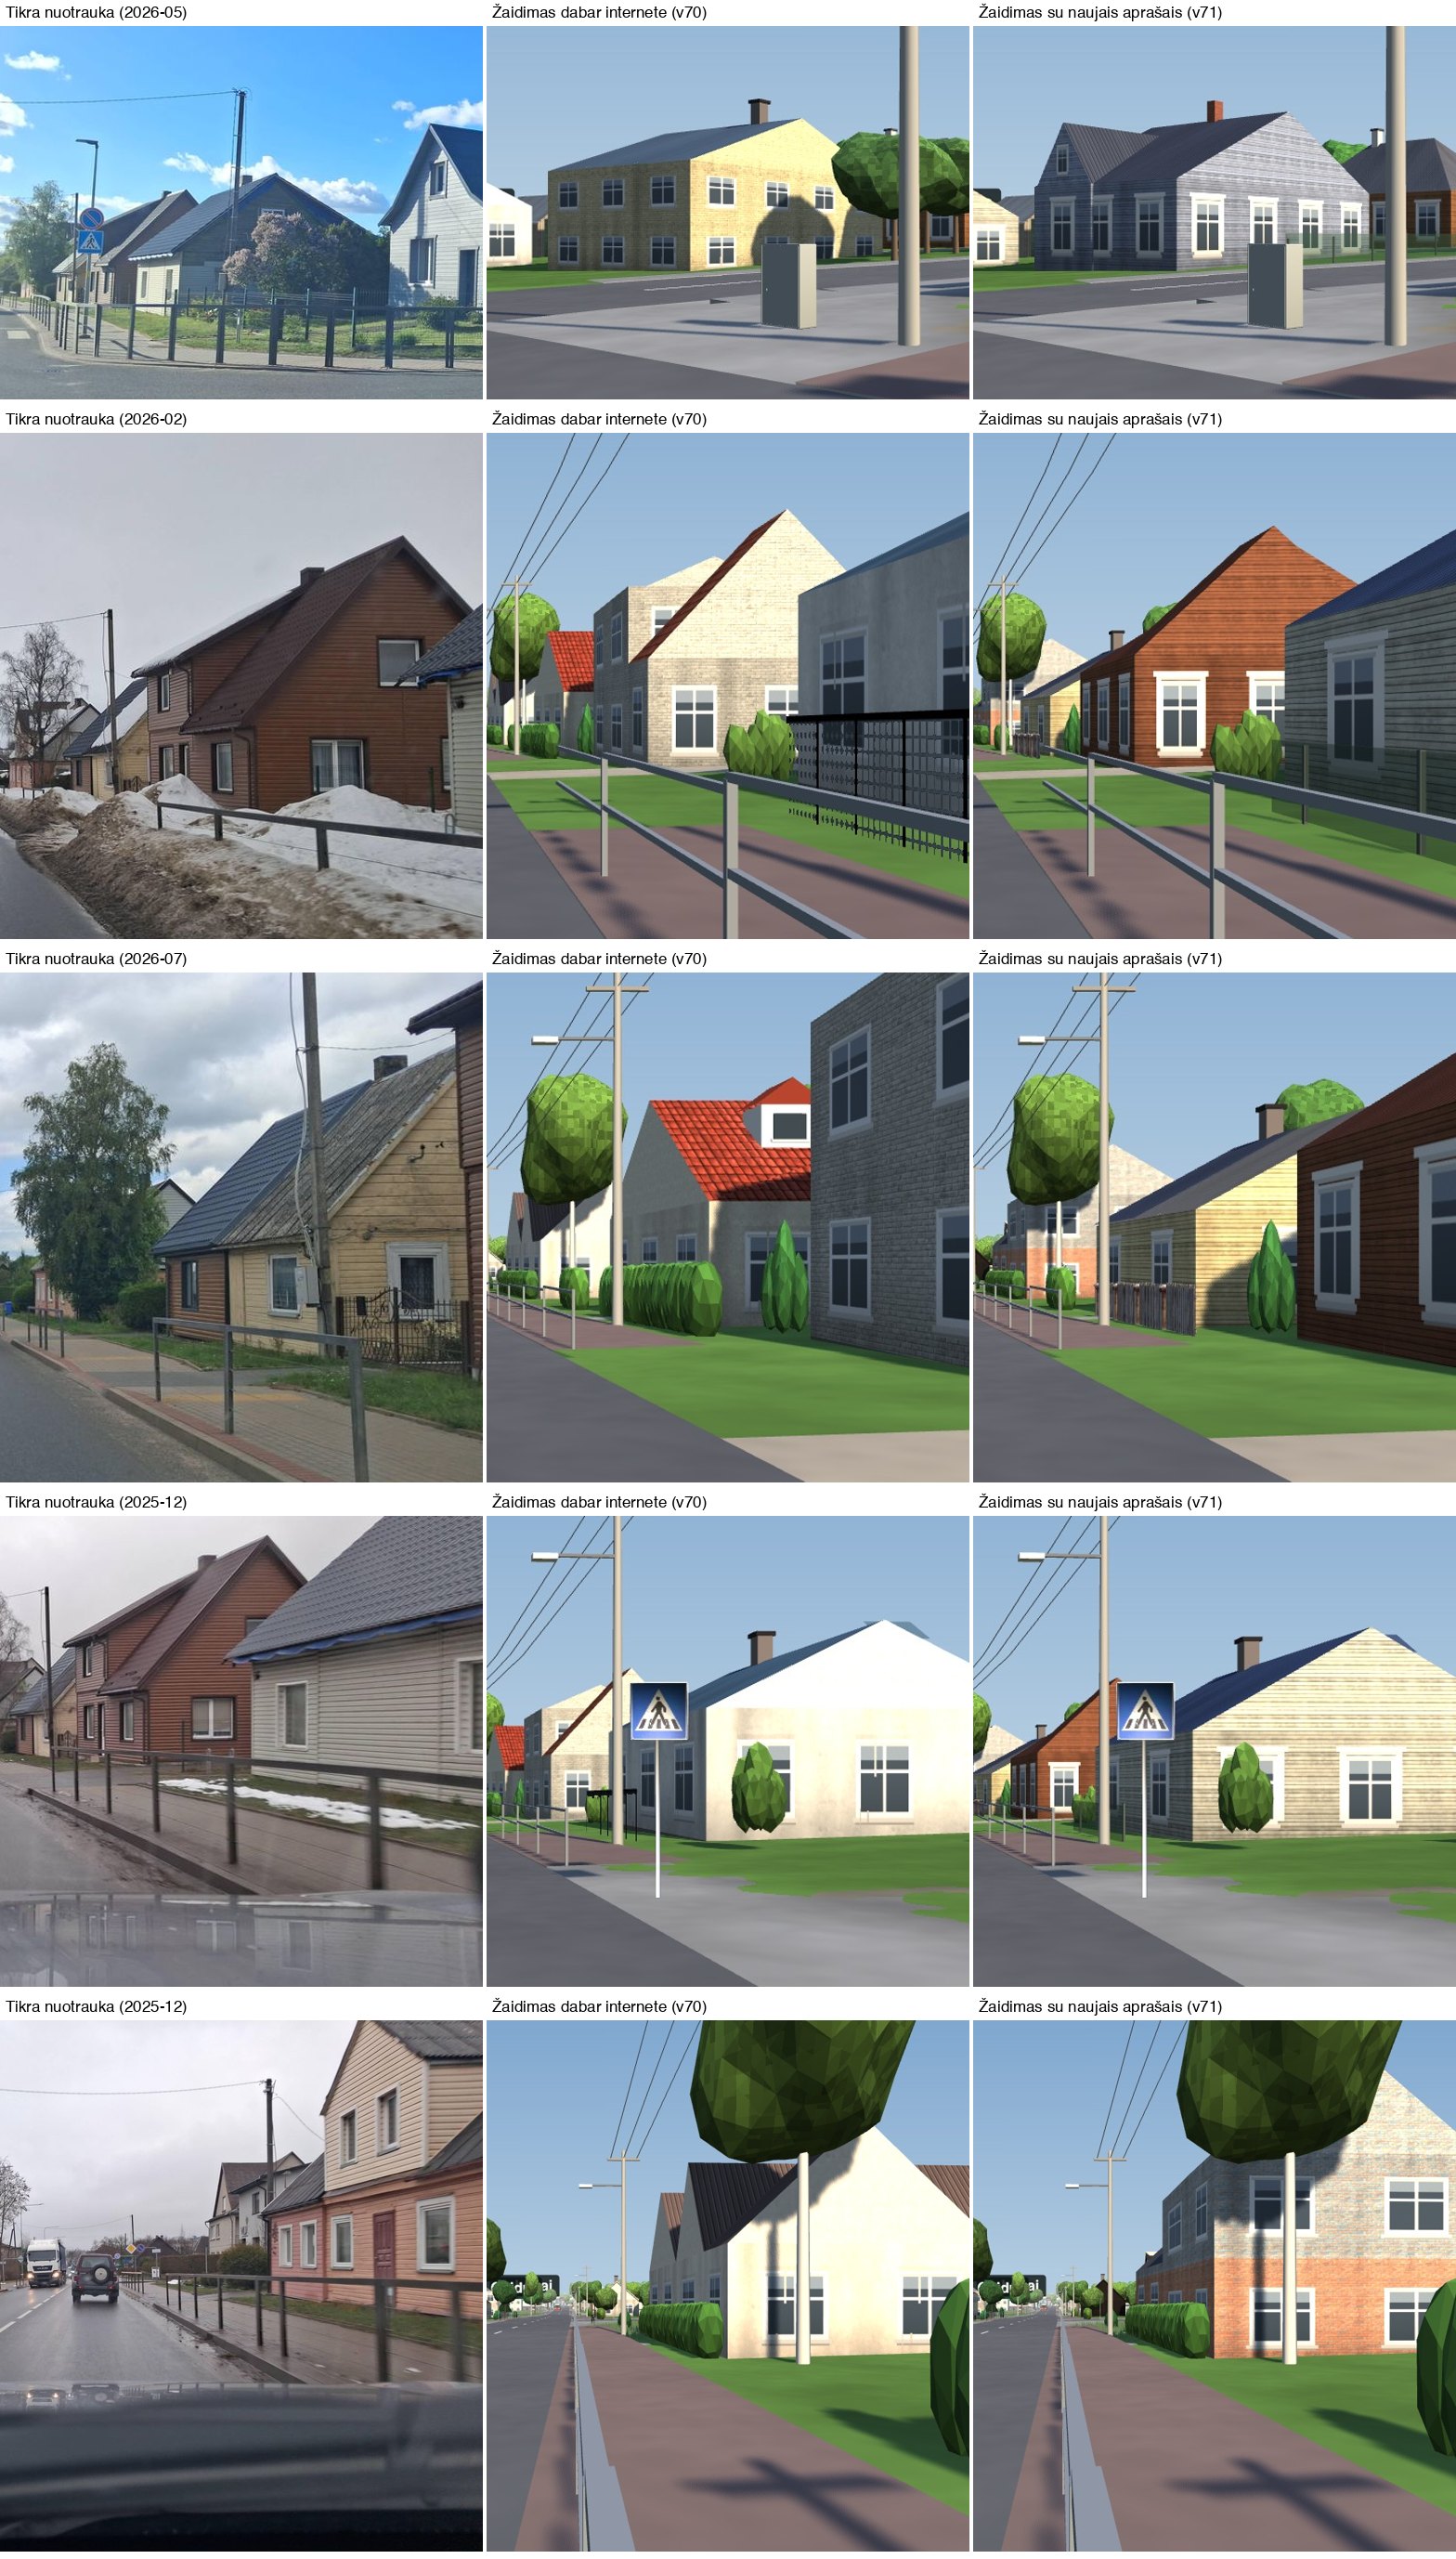 Tikra nuotrauka (2026-05)
Žaidimas dabar internete (v70)
Žaidimas su naujais aprašais (v71)
Tikra nuotrauka (2026-02)
Žaidimas dabar internete (v70)
Žaidimas su naujais aprašais (v71)
Tikra nuotrauka (2026-07)
Žaidimas dabar internete (v70)
Žaidimas su naujais aprašais (v71)
Tikra nuotrauka (2025-12)
Žaidimas dabar internete (v70)
Žaidimas su naujais aprašais (v71)
Tikra nuotrauka (2025-12)
Žaidimas dabar internete (v70)
Žaidimas su naujais aprašais (v71)